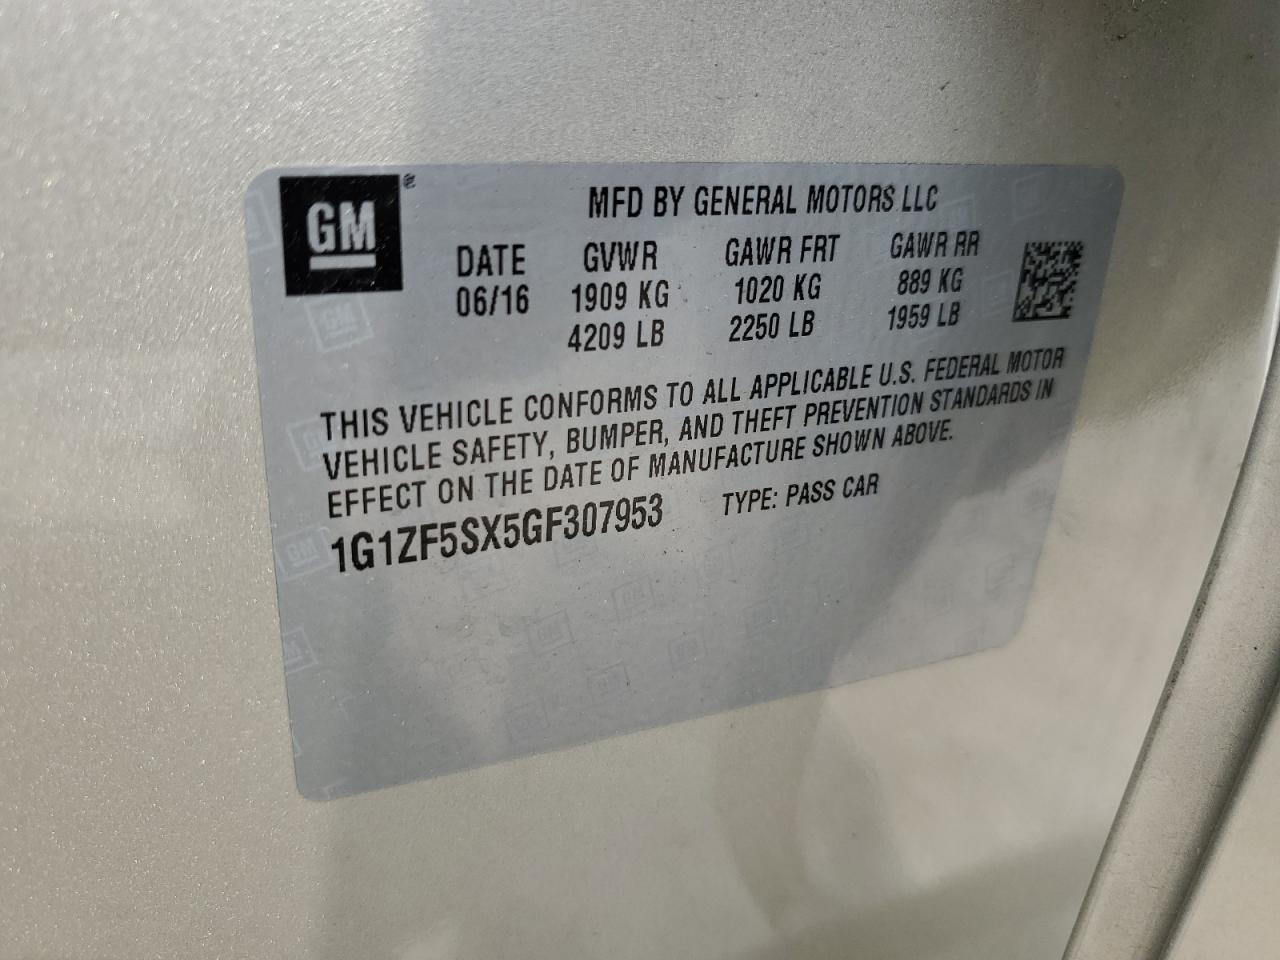 GM®
MFD BY GENERAL MOTORS LLC
DATE GVWR GAWR FRT GAWR RR
06/16 1909 KG 1020 KG 889 KG
4209 LB 2250 LB 1959 LB
THIS VEHICLE CONFORMS TO ALL APPLICABLE U.S. FEDERAL MOTOR
VEHICLE SAFETY, BUMPER, AND THEFT PREVENTION STANDARDS IN
EFFECT ON THE DATE OF MANUFACTURE SHOWN ABOVE.
1G1ZF5SX5GF307953 TYPE: PASS CAR